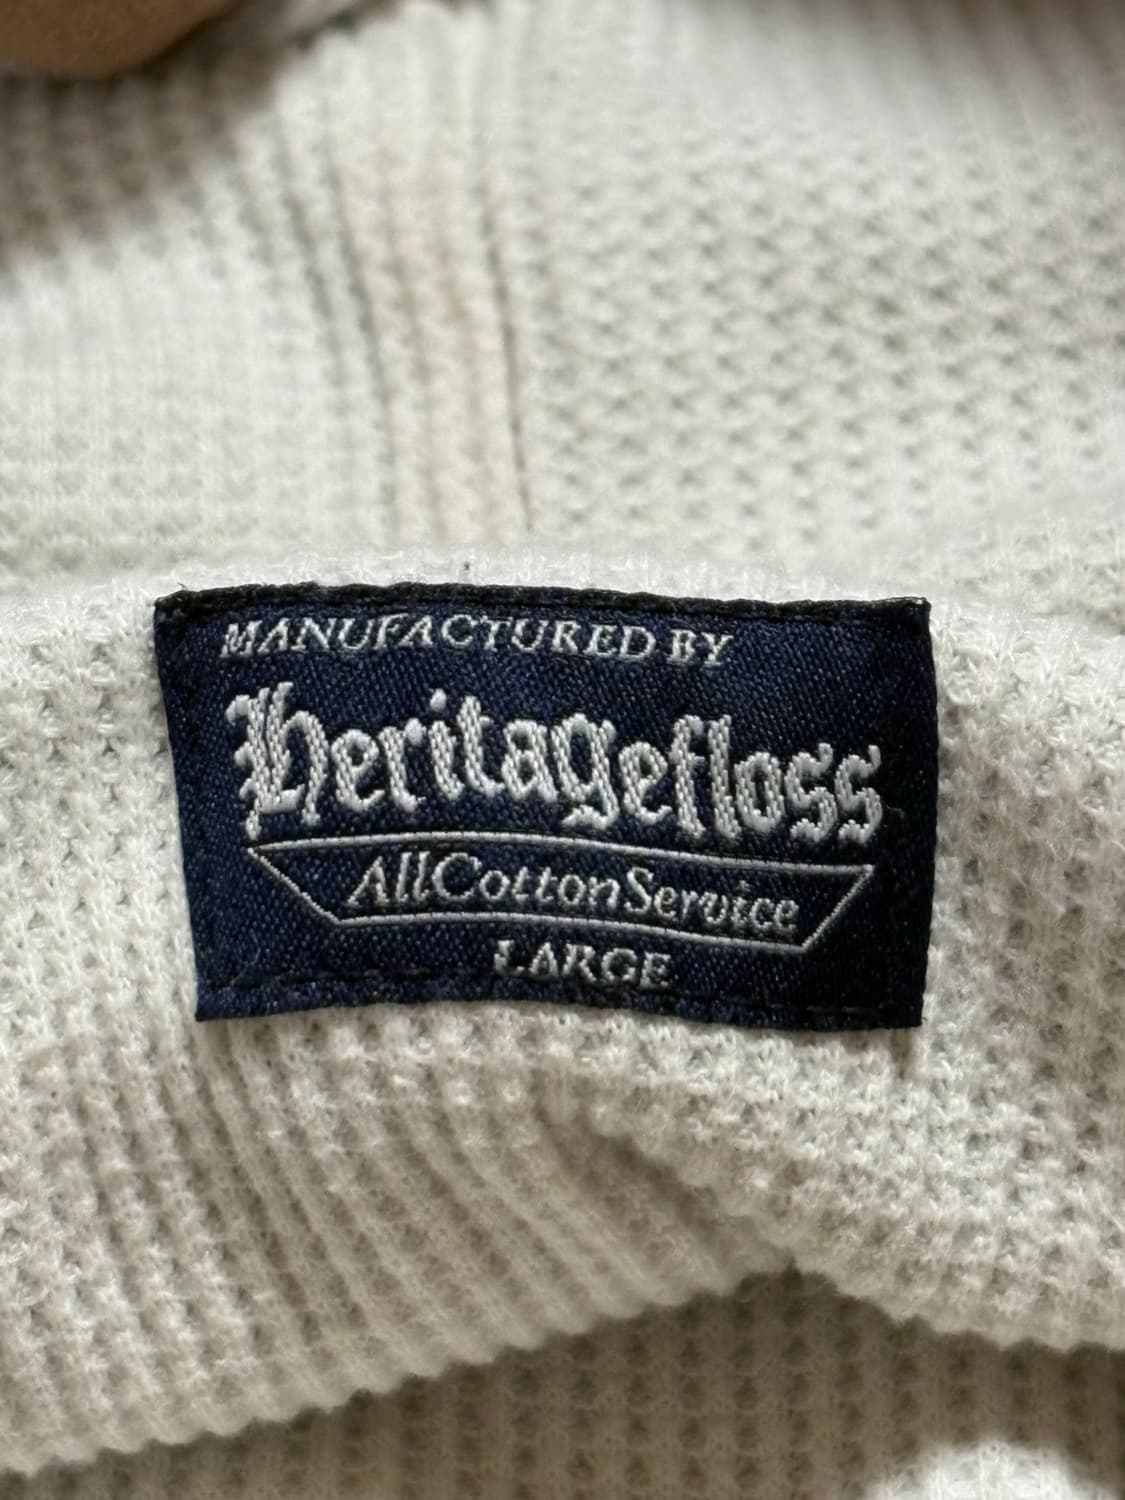 MANUFACTURED BY
Heritagefloss
AllCottonService
LARGE